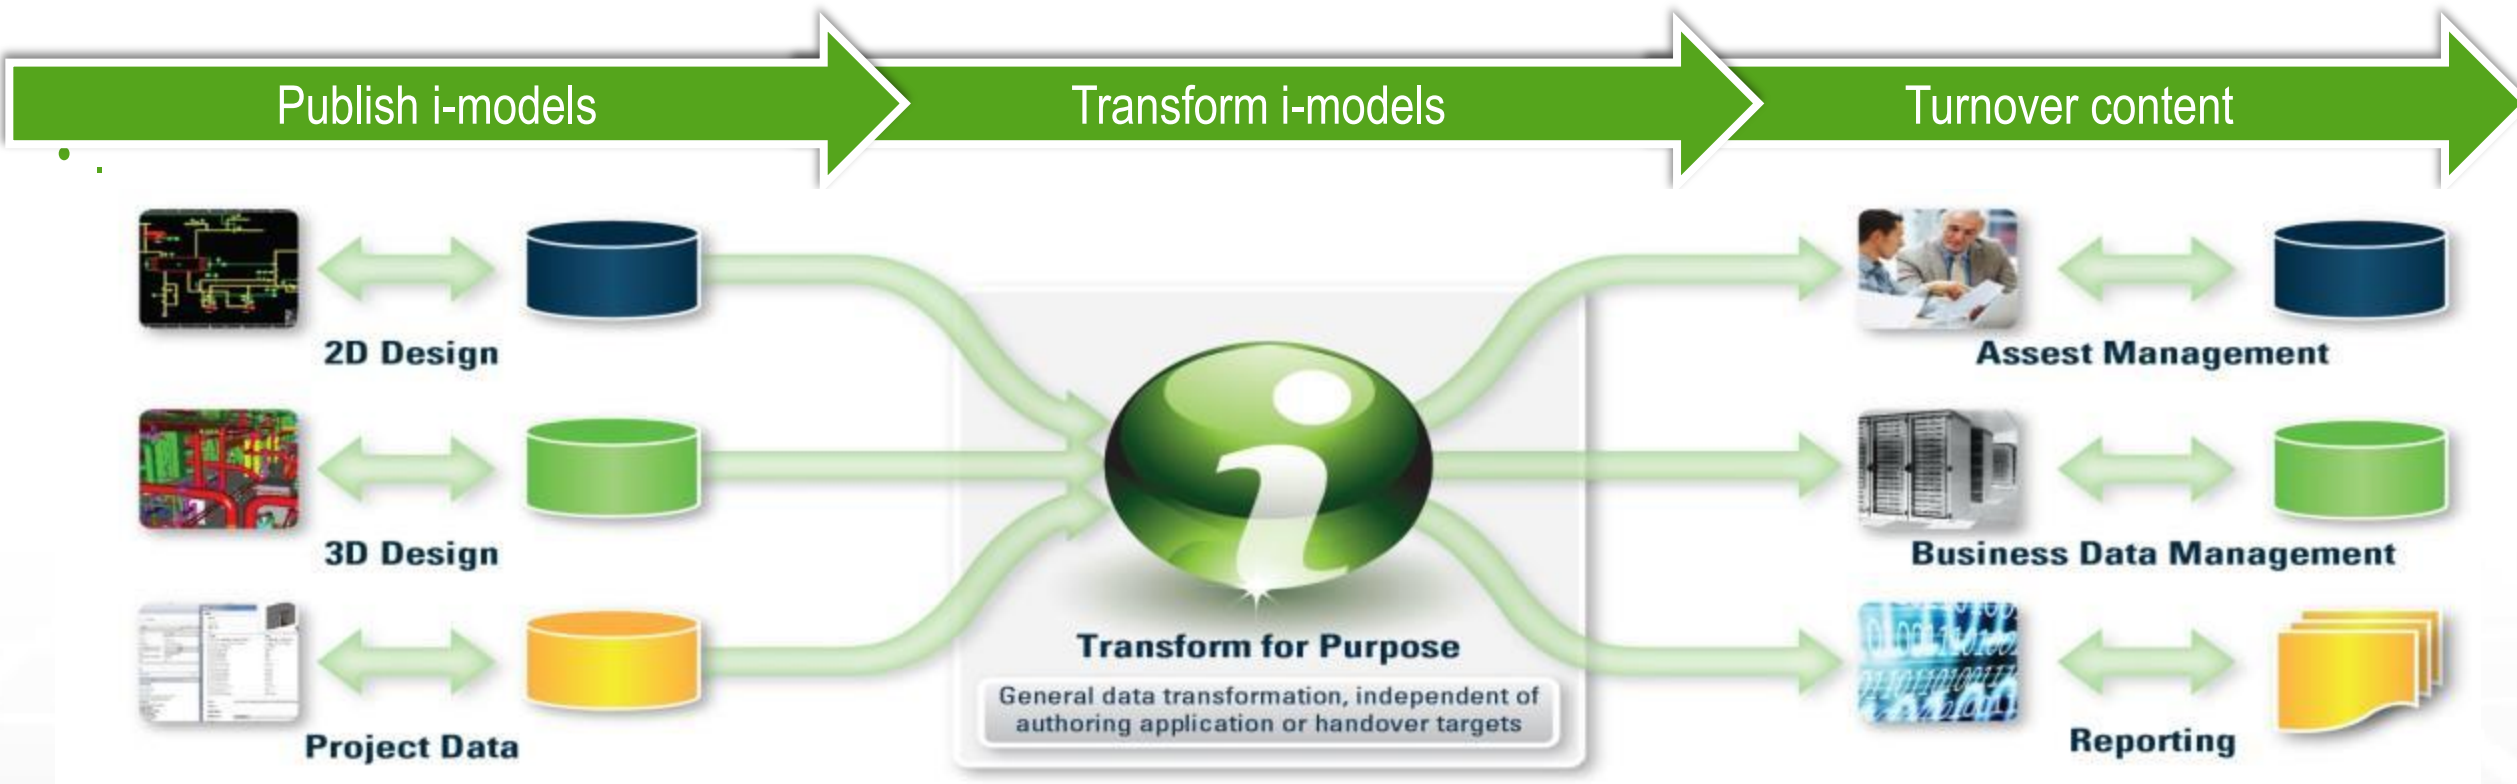 Publish i-models
Transform i-models
Turnover content
2D Design
Assest Management
3D Design
Business Data Management
Transform for Purpose
General data transformation, independent of
authoring application or handover targets
Project Data
Reporting